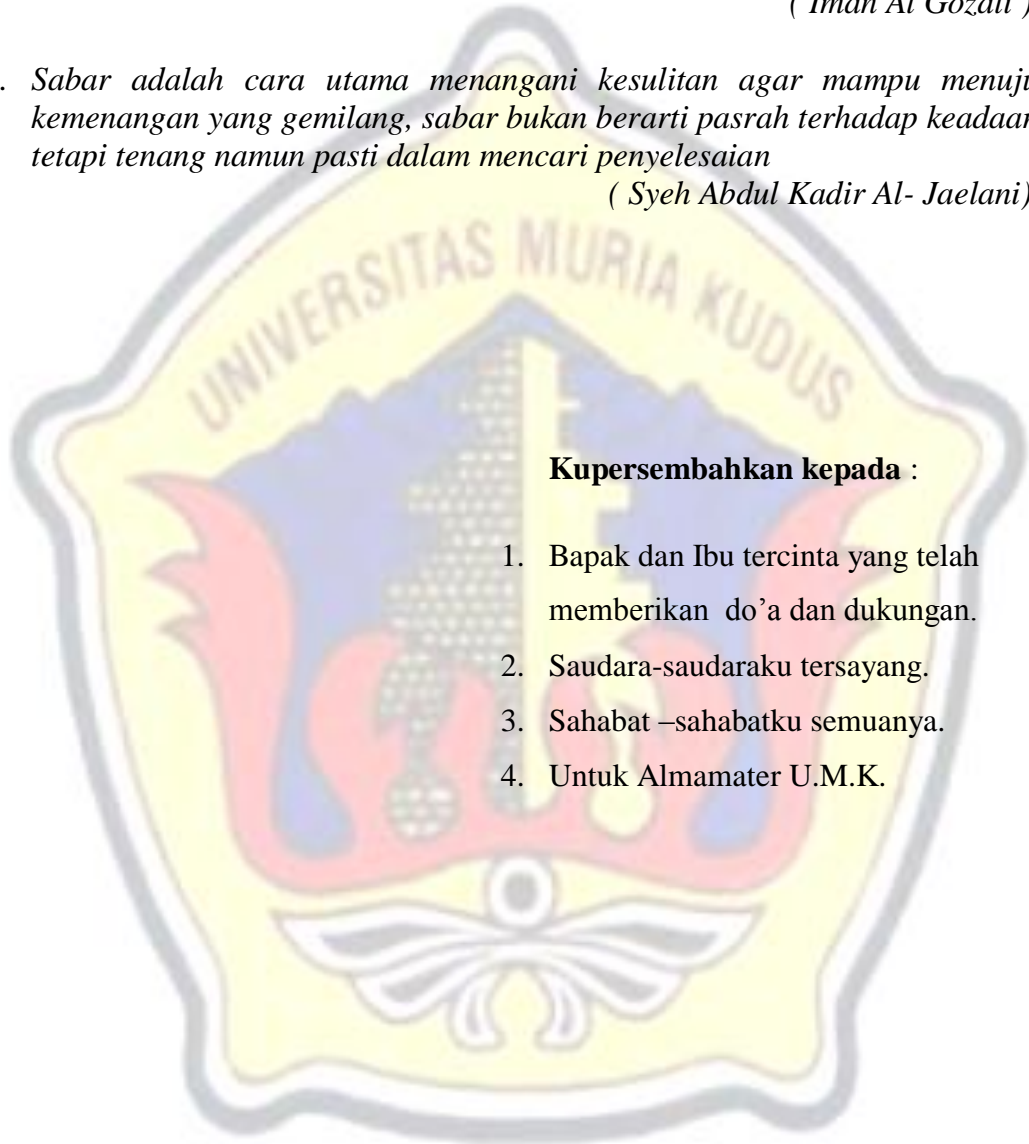 ( Iman Al Gozali )
. Sabar adalah cara utama menangani kesulitan agar mampu menuju
kemenangan yang gemilang, sabar bukan berarti pasrah terhadap keadaan
tetapi tenang namun pasti dalam mencari penyelesaian
( Syeh Abdul Kadir Al- Jaelani)
UNIVERSITAS MURIA KUDUS
Kupersembahkan kepada :
1. Bapak dan Ibu tercinta yang telah
memberikan do’a dan dukungan.
2. Saudara-saudaraku tersayang.
3. Sahabat –sahabatku semuanya.
4. Untuk Almamater U.M.K.